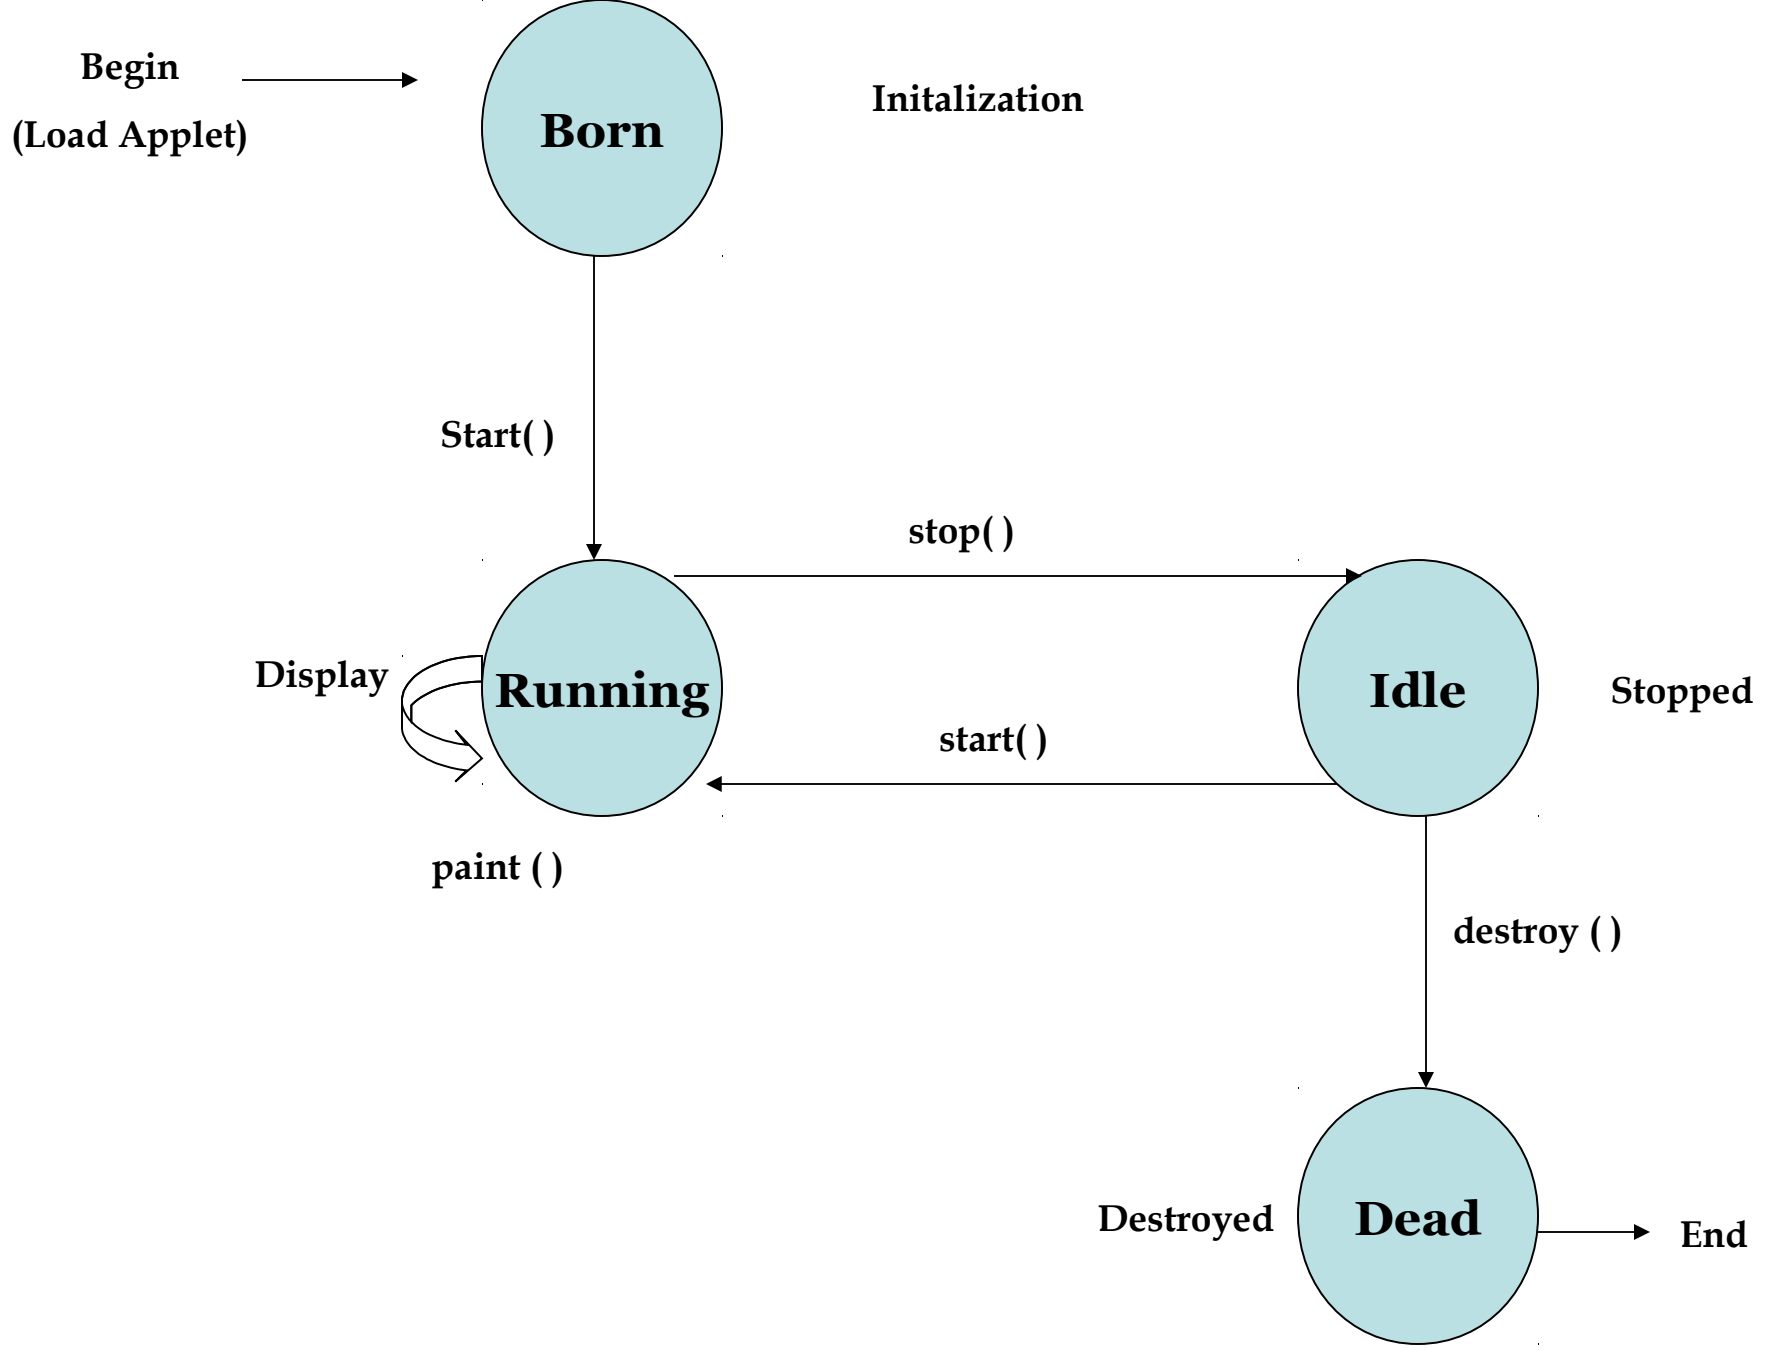 Begin
(Load Applet)
Born
Initalization
Start( )
stop( )
Display
Running
Idle
Stopped
start( )
paint ( )
destroy ( )
Destroyed
Dead
End